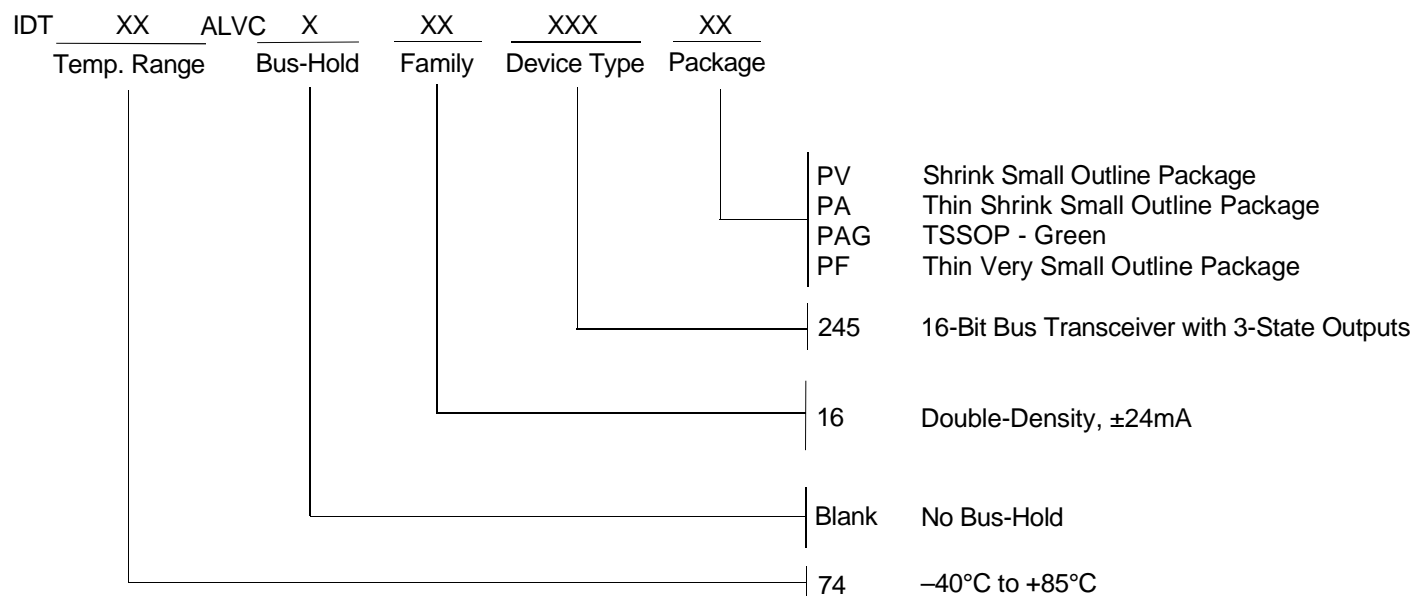 IDT XX ALVC X XX XXX XX
Temp. Range Bus-Hold Family Device Type Package
PV Shrink Small Outline Package
PA Thin Shrink Small Outline Package
PAG TSSOP - Green
PF Thin Very Small Outline Package
245 16-Bit Bus Transceiver with 3-State Outputs
16 Double-Density, ±24mA
Blank No Bus-Hold
74 –40°C to +85°C